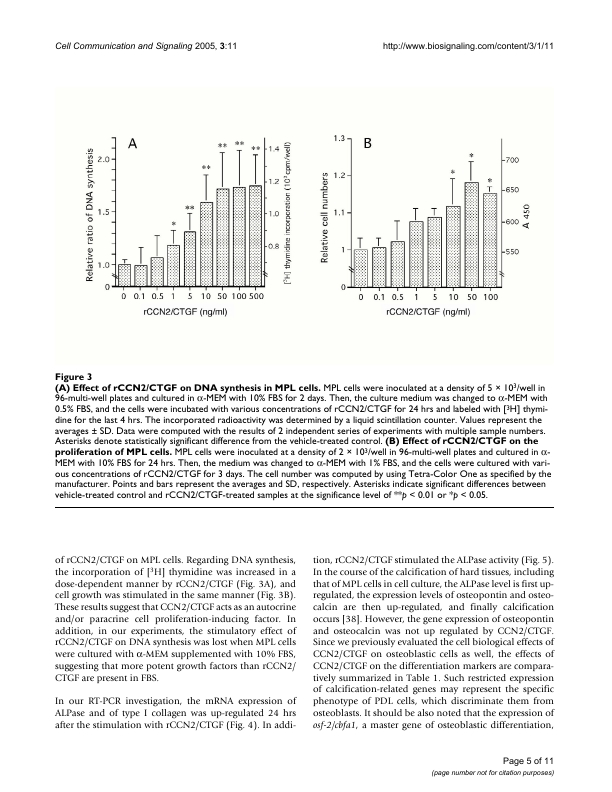 Cell Communication and Signaling 2005, 3:11
http://www.biosignaling.com/content/3/1/11
A
Relative ratio of DNA synthesis
2.0
1.5
1.0
0
* ** ** ** ** **
1.4
1.2
1.0
0.8
[³H] thymidine incorporation (10³cpm/well)
0 0.1 0.5 1 5 10 50 100 500
rCCN2/CTGF (ng/ml)
B
Relative cell numbers
1.3
1.2
1.1
1
0
* * *
700
650
600
550
A 450
0 0.1 0.5 1 5 10 50 100
rCCN2/CTGF (ng/ml)
Figure 3
(A) Effect of rCCN2/CTGF on DNA synthesis in MPL cells. MPL cells were inoculated at a density of 5 × 10³/well in
96-multi-well plates and cultured in α-MEM with 10% FBS for 2 days. Then, the culture medium was changed to α-MEM with
0.5% FBS, and the cells were incubated with various concentrations of rCCN2/CTGF for 24 hrs and labeled with [³H] thymi-
dine for the last 4 hrs. The incorporated radioactivity was determined by a liquid scintillation counter. Values represent the
averages ± SD. Data were computed with the results of 2 independent series of experiments with multiple sample numbers.
Asterisks denote statistically significant difference from the vehicle-treated control. (B) Effect of rCCN2/CTGF on the
proliferation of MPL cells. MPL cells were inoculated at a density of 2 × 10³/well in 96-multi-well plates and cultured in α-
MEM with 10% FBS for 24 hrs. Then, the medium was changed to α-MEM with 1% FBS, and the cells were cultured with vari-
ous concentrations of rCCN2/CTGF for 3 days. The cell number was computed by using Tetra-Color One as specified by the
manufacturer. Points and bars represent the averages and SD, respectively. Asterisks indicate significant differences between
vehicle-treated control and rCCN2/CTGF-treated samples at the significance level of **p < 0.01 or *p < 0.05.
of rCCN2/CTGF on MPL cells. Regarding DNA synthesis,
the incorporation of [³H] thymidine was increased in a
dose-dependent manner by rCCN2/CTGF (Fig. 3A), and
cell growth was stimulated in the same manner (Fig. 3B).
These results suggest that CCN2/CTGF acts as an autocrine
and/or paracrine cell proliferation-inducing factor. In
addition, in our experiments, the stimulatory effect of
rCCN2/CTGF on DNA synthesis was lost when MPL cells
were cultured with α-MEM supplemented with 10% FBS,
suggesting that more potent growth factors than rCCN2/
CTGF are present in FBS.
In our RT-PCR investigation, the mRNA expression of
ALPase and of type I collagen was up-regulated 24 hrs
after the stimulation with rCCN2/CTGF (Fig. 4). In addi-
tion, rCCN2/CTGF stimulated the ALPase activity (Fig. 5).
In the course of the calcification of hard tissues, including
that of MPL cells in cell culture, the ALPase level is first up-
regulated, the expression levels of osteopontin and osteo-
calcin are then up-regulated, and finally calcification
occurs [38]. However, the gene expression of osteopontin
and osteocalcin was not up regulated by CCN2/CTGF.
Since we previously evaluated the cell biological effects of
CCN2/CTGF on osteoblastic cells as well, the effects of
CCN2/CTGF on the differentiation markers are compara-
tively summarized in Table 1. Such restricted expression
of calcification-related genes may represent the specific
phenotype of PDL cells, which discriminate them from
osteoblasts. It should be also noted that the expression of
osf-2/cbfa1, a master gene of osteoblastic differentiation,
Page 5 of 11
(page number not for citation purposes)